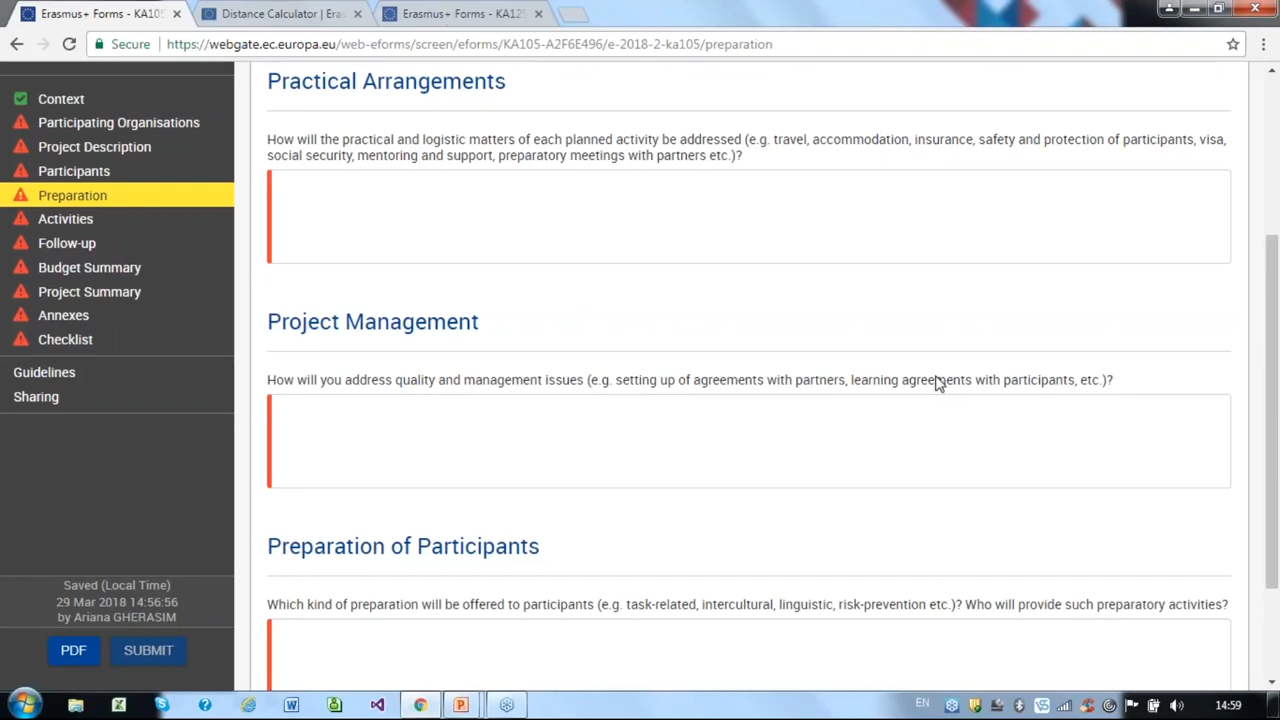 Erasmus+ Forms - KA105
Distance Calculator | Eras
Erasmus+ Forms - KA125
Secure
https://webgate.ec.europa.eu/web-eforms/screen/eforms/KA105-A2F6E496/e-2018-2-ka105/preparation
Context
Participating Organisations
Project Description
Participants
Preparation
Activities
Follow-up
Budget Summary
Project Summary
Annexes
Checklist
Guidelines
Sharing
Saved (Local Time)
29 Mar 2018 14:56:56
by Ariana GHERASIM
PDF
SUBMIT
Practical Arrangements
How will the practical and logistic matters of each planned activity be addressed (e.g. travel, accommodation, insurance, safety and protection of participants, visa,
social security, mentoring and support, preparatory meetings with partners etc.)?
Project Management
How will you address quality and management issues (e.g. setting up of agreements with partners, learning agreements with participants, etc.)?
Preparation of Participants
Which kind of preparation will be offered to participants (e.g. task-related, intercultural, linguistic, risk-prevention etc.)? Who will provide such preparatory activities?
EN
14:59